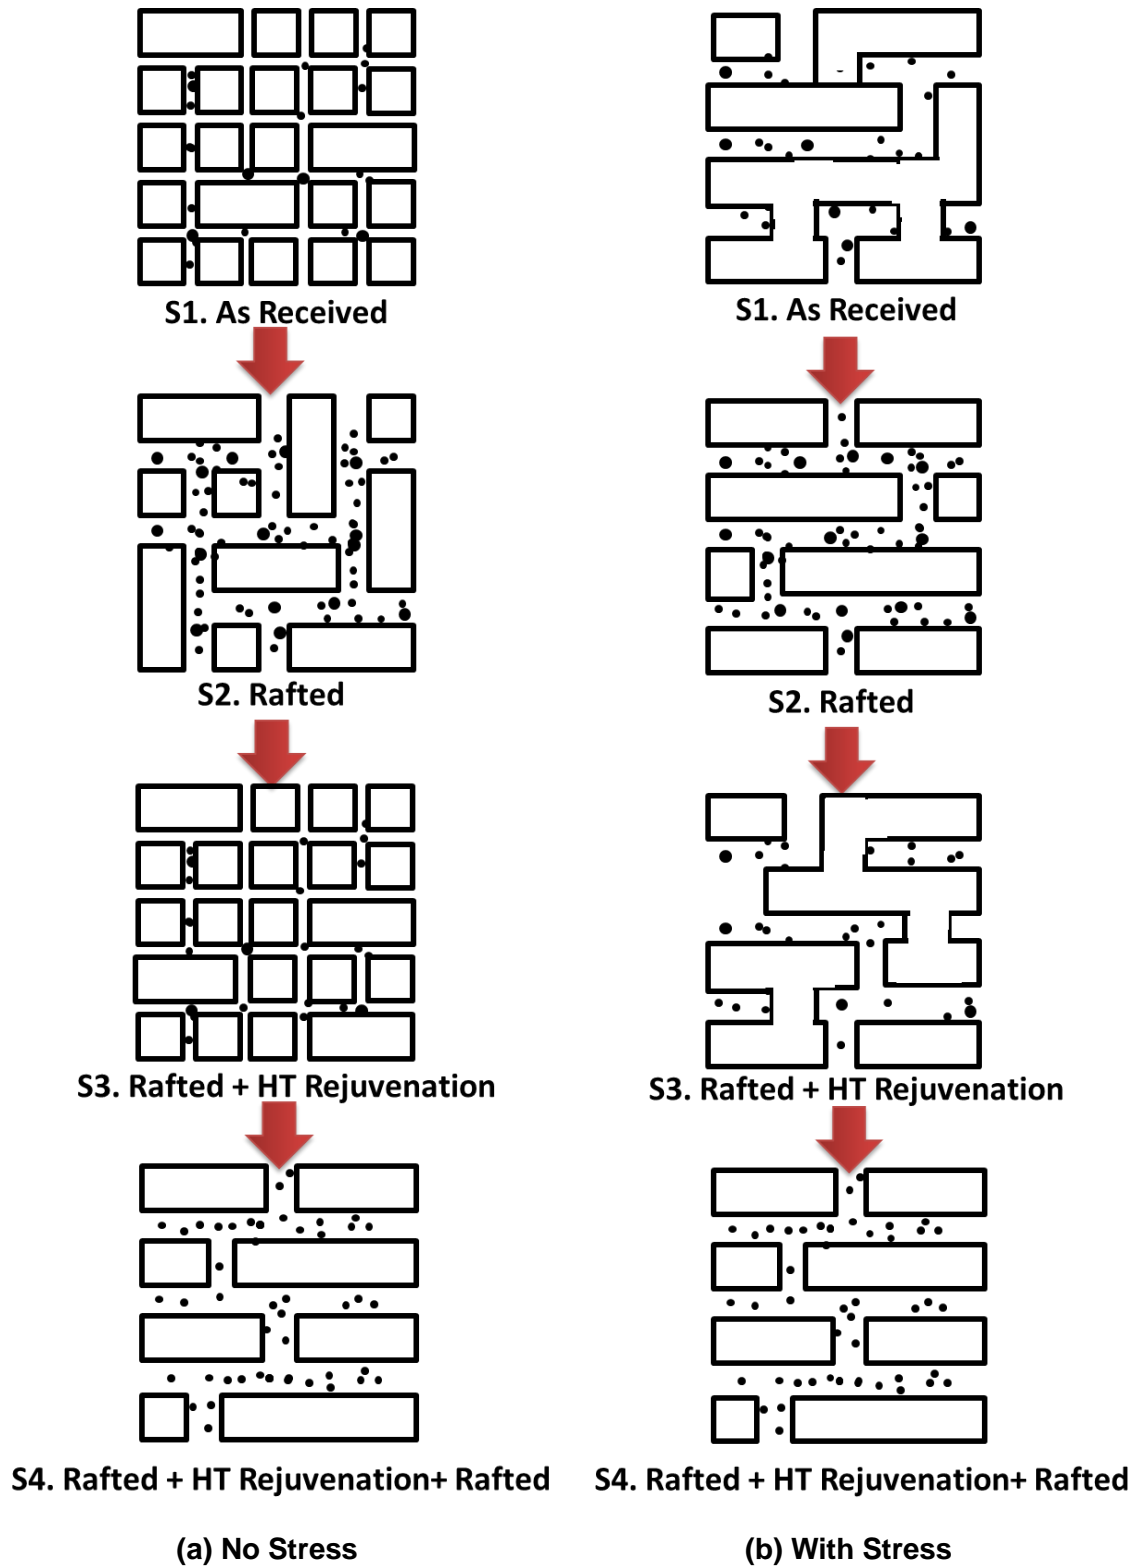 S1. As Received
S1. As Received
S2. Rafted
S2. Rafted
S3. Rafted + HT Rejuvenation
S3. Rafted + HT Rejuvenation
S4. Rafted + HT Rejuvenation+ Rafted
S4. Rafted + HT Rejuvenation+ Rafted
(a) No Stress
(b) With Stress